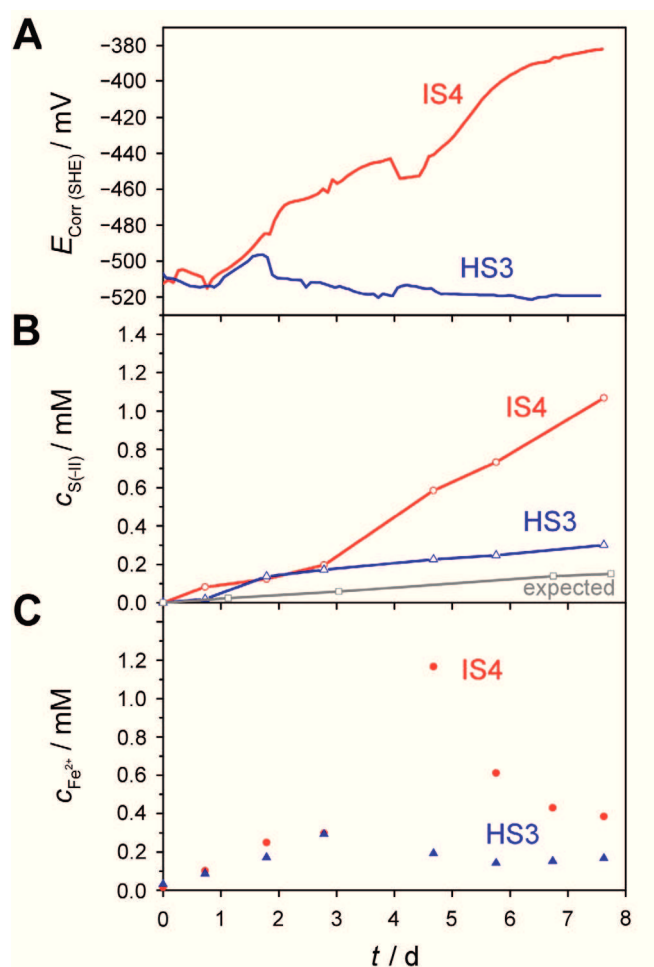 A
−380
−400
−420
−440
−460
−480
−500
−520
E Corr (SHE) / mV
IS4
HS3
B
1.4
1.2
1.0
0.8
0.6
0.4
0.2
0.0
c S(-II) / mM
IS4
HS3
expected
C
1.2
1.0
0.8
0.6
0.4
0.2
0.0
c Fe²⁺ / mM
IS4
HS3
0 1 2 3 4 5 6 7 8
t / d